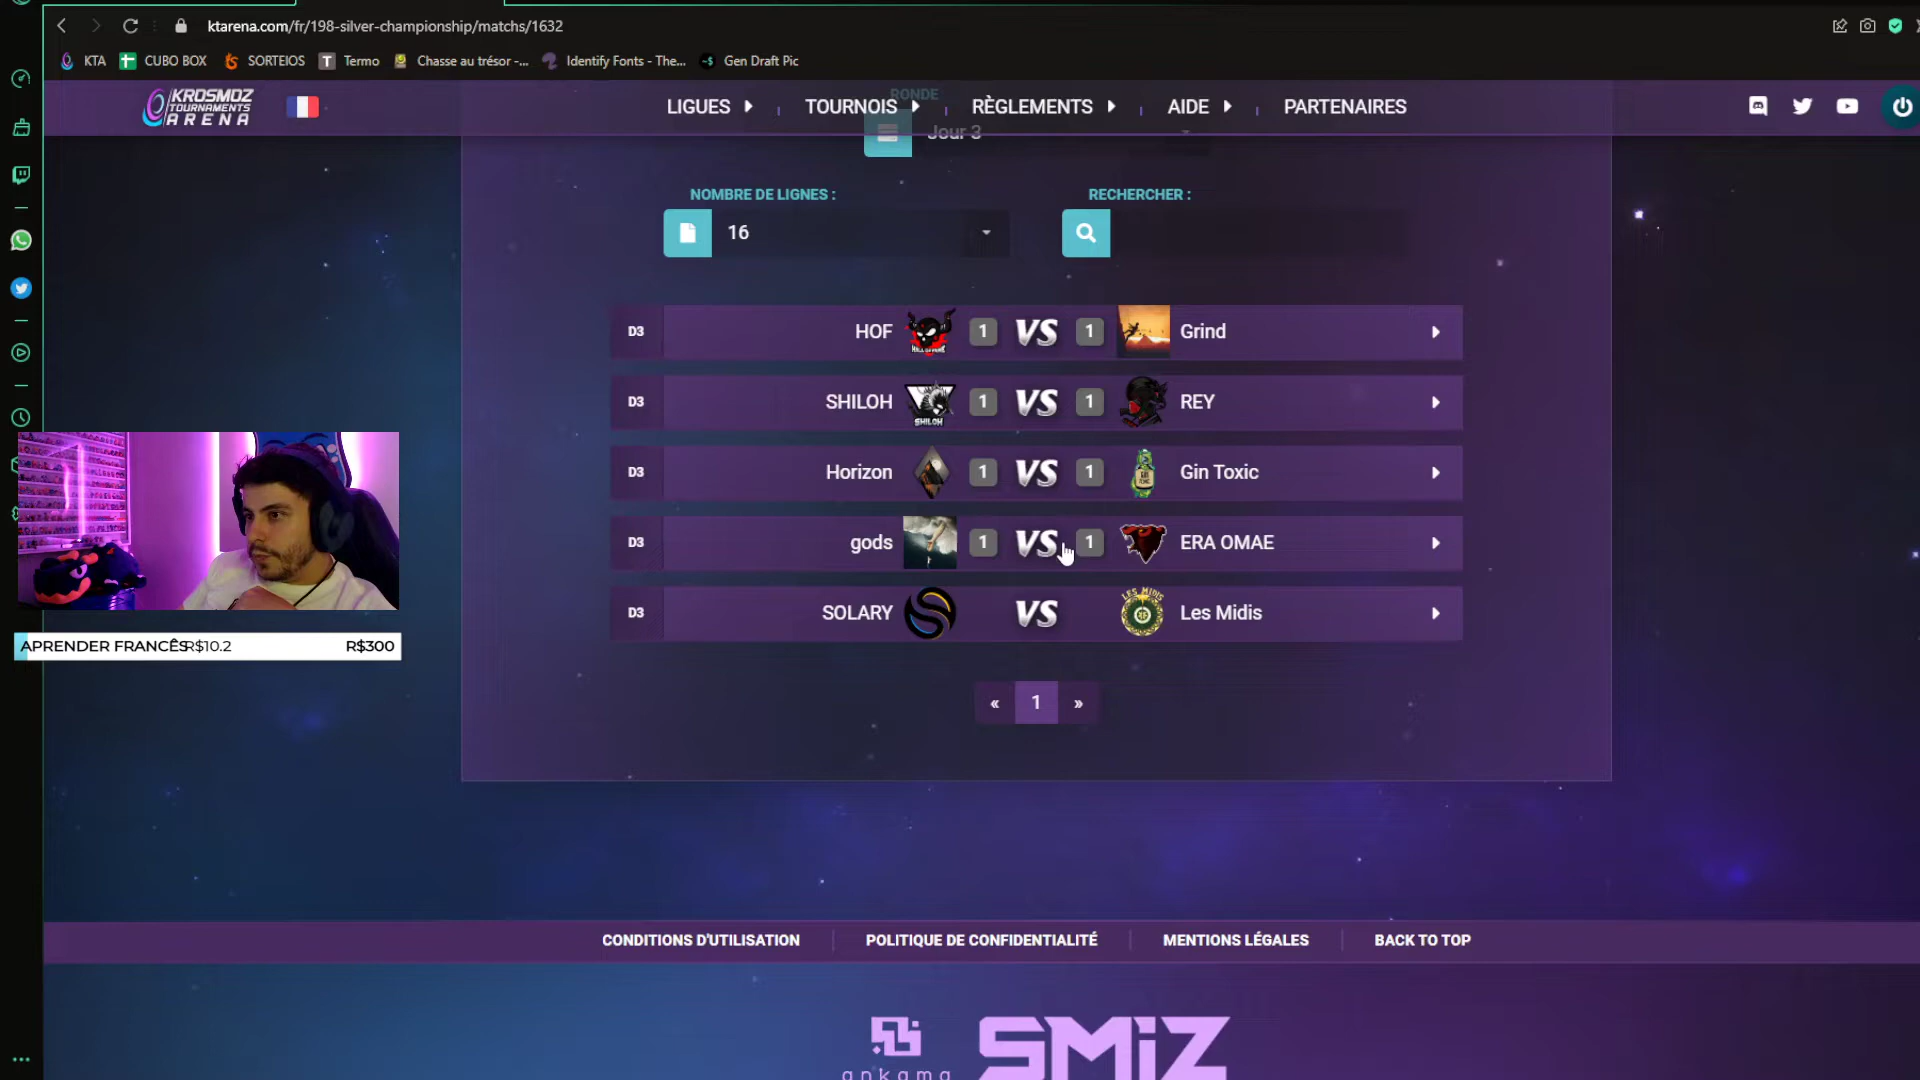 ktarena.com/fr/198-silver-championship/matchs/1632
KTA CUBO BOX SORTEIOS T Termo Chasse au trésor -... Identify Fonts - The... ~$ Gen Draft Pic
KROSMOZ
TOURNAMENTS
ARENA
LIGUES TOURNOIS RÈGLEMENTS AIDE PARTENAIRES
RONDE
Jour 3
NOMBRE DE LIGNES : RECHERCHER :
16
D3 HOF 1 VS 1 Grind
D3 SHILOH SHILOH 1 VS 1 REY
D3 Horizon 1 VS 1 Gin Toxic
D3 gods 1 VS 1 ERA OMAE
D3 SOLARY VS LES MIDIS Les Midis
APRENDER FRANCÊS R$10.2 R$300
« 1 »
CONDITIONS D'UTILISATION POLITIQUE DE CONFIDENTIALITÉ MENTIONS LÉGALES BACK TO TOP
ankama SMIZ